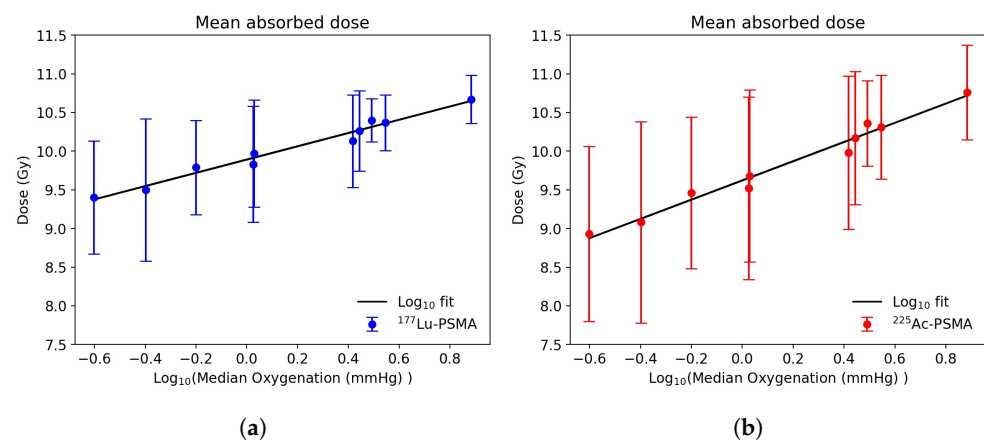 Mean absorbed dose
11.5
11.0
10.5
10.0
9.5
9.0
8.5
8.0
7.5
Dose (Gy)
Log₁₀ fit
¹⁷⁷Lu-PSMA
−0.6 −0.4 −0.2 0.0 0.2 0.4 0.6 0.8
Log₁₀(Median Oxygenation (mmHg) )
(a)
Mean absorbed dose
11.5
11.0
10.5
10.0
9.5
9.0
8.5
8.0
7.5
Dose (Gy)
Log₁₀ fit
²²⁵Ac-PSMA
−0.6 −0.4 −0.2 0.0 0.2 0.4 0.6 0.8
Log₁₀(Median Oxygenation (mmHg) )
(b)